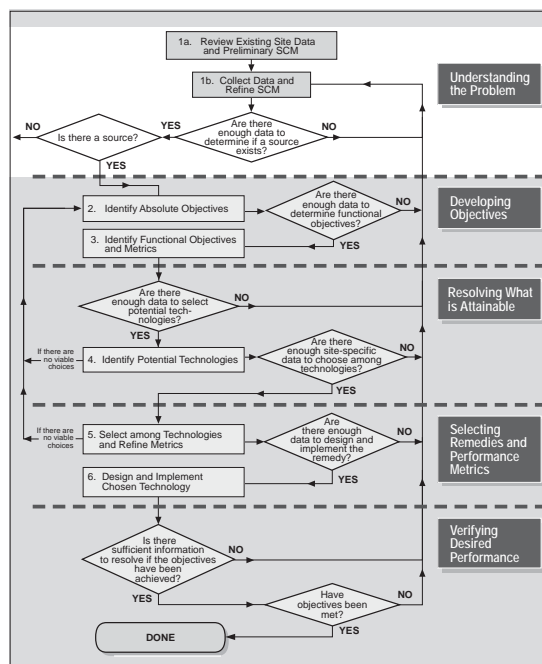 1a. Review Existing Site Data
and Preliminary SCM
1b. Collect Data and
Refine SCM
Understanding
the Problem
NO
Is there a source?
YES
Are there
enough data to
determine if a source
exists?
NO
YES
2. Identify Absolute Objectives
Are there
enough data to
determine functional
objectives?
NO
Developing
Objectives
YES
3. Identify Functional Objectives
and Metrics
Are there
enough data to select
potential tech-
nologies?
NO
Resolving What
is Attainable
YES
If there are
no viable
choices
4. Identify Potential Technologies
Are there
enough site-specific
data to choose among
technologies?
NO
YES
If there are
no viable
choices
5. Select among Technologies
and Refine Metrics
Are
there enough
data to design and
implement the
remedy?
NO
Selecting
Remedies and
Performance
Metrics
YES
6. Design and Implement
Chosen Technology
Is there
sufficient information
to resolve if the objectives
have been
achieved?
NO
Verifying
Desired
Performance
YES
Have
objectives been
met?
NO
YES
DONE